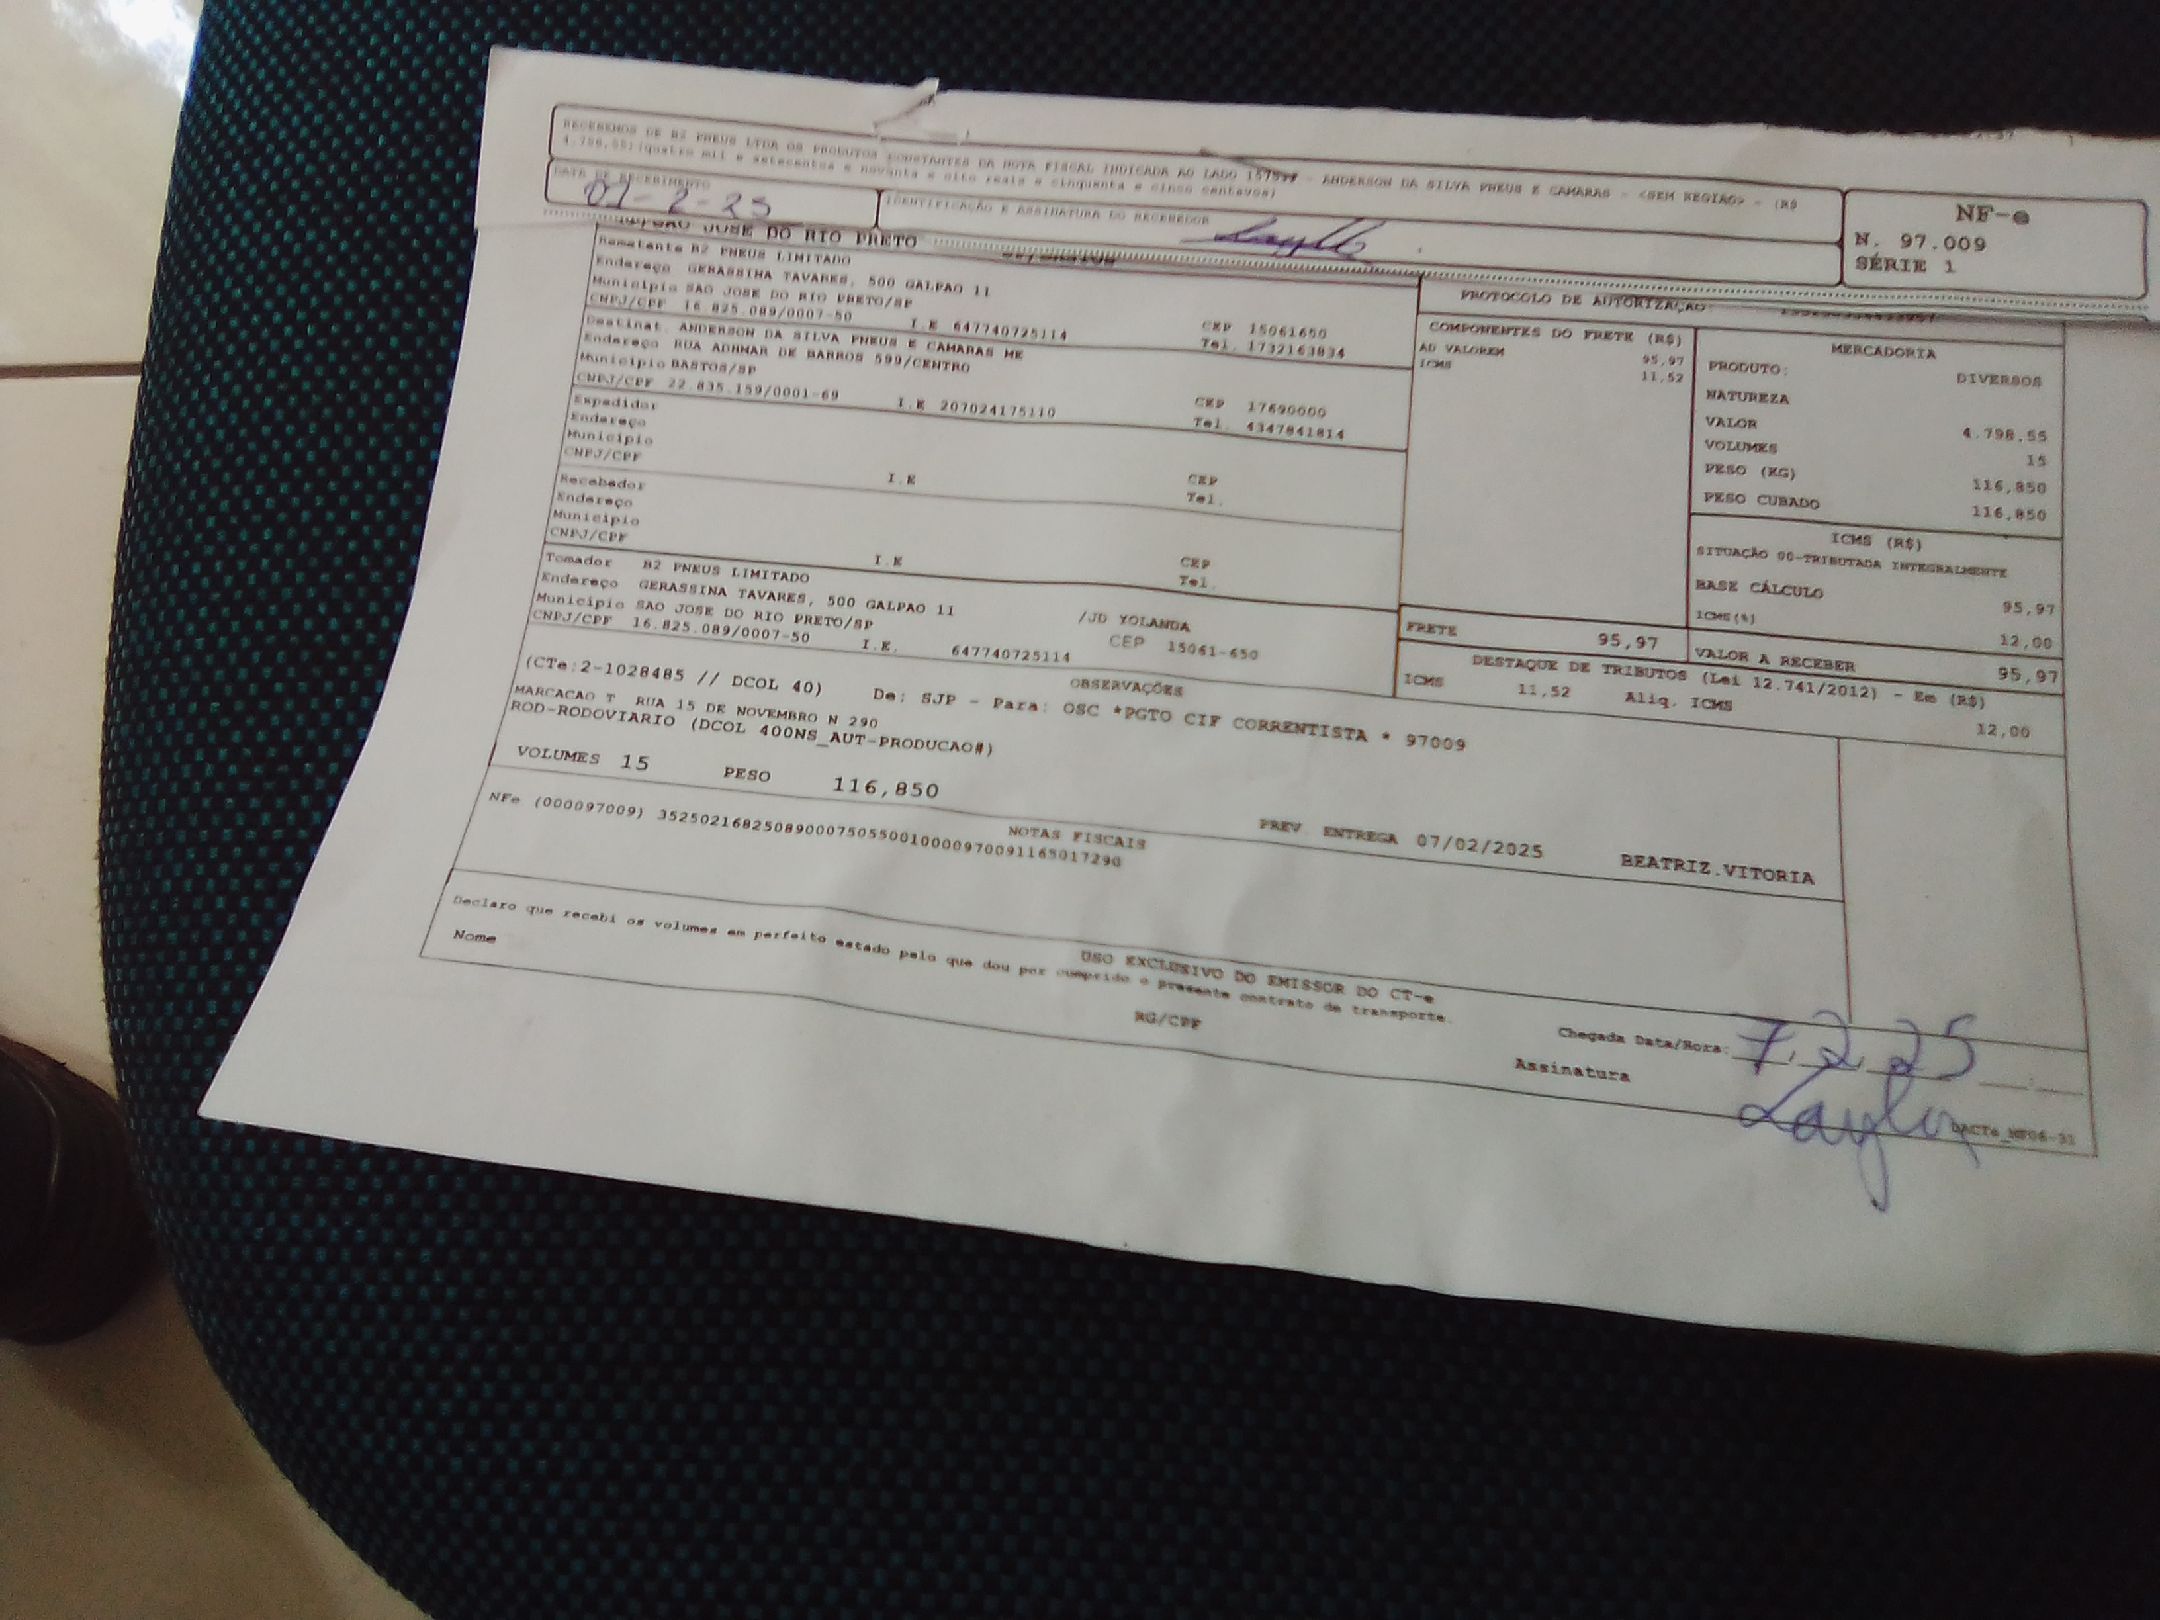 RECEBEMOS DE B2 PNEUS LTDA OS PRODUTOS CONSTANTES DA NOTA FISCAL INDICADA AO LADO - ANDERSON DA SILVA PNEUS E CAMARAS - <SEM REGIAO> - (R$
4.798,55) (quatro mil e setecentos e noventa e oito reais e cinquenta e cinco centavos)
DATA DE RECEBIMENTO
IDENTIFICAÇÃO E ASSINATURA DO RECEBEDOR
NF-e
N. 97.009
SÉRIE 1
JOSE DO RIO PRETO
PROTOCOLO DE AUTORIZAÇAO:
Remetente B2 PNEUS LIMITADO
Endereço GERASSINA TAVARES, 500 GALPAO 11
Município SAO JOSE DO RIO PRETO/SP CEP 15061650
CNPJ/CPF 16.825.089/0007-50 I.E 647740725114 Tel. 1732163834
Destinat. ANDERSON DA SILVA PNEUS E CAMARAS ME
Endereço RUA ADHMAR DE BARROS 599/CENTRO
Município BASTOS/SP CEP 17690000
CNPJ/CPF 22.835.159/0001-69 I.E 207024175110 Tel. 4347841814
Expedidor
Endereço
Município CEP
CNPJ/CPF I.E Tel.
Recebedor
Endereço
Município CEP
CNPJ/CPF I.E Tel.
Tomador B2 PNEUS LIMITADO
Endereço GERASSINA TAVARES, 500 GALPAO 11 /JD YOLANDA
Município SAO JOSE DO RIO PRETO/SP CEP 15061-650
CNPJ/CPF 16.825.089/0007-50 I.E. 647740725114
COMPONENTES DO FRETE (R$)
AD VALOREM 95,97
ICMS 11,52
FRETE 95,97
MERCADORIA
PRODUTO: DIVERSOS
NATUREZA
VALOR 4.798,55
VOLUMES 15
PESO (KG) 116,850
PESO CUBADO 116,850
ICMS (R$)
SITUAÇÃO 00-TRIBUTADA INTEGRALMENTE
BASE CÁLCULO 95,97
ICMS(%) 12,00
VALOR A RECEBER 95,97
DESTAQUE DE TRIBUTOS (Lei 12.741/2012) - Em (R$)
ICMS 11,52 Aliq. ICMS 12,00
OBSERVAÇÕES
(CTe:2-1028485 // DCOL 40) De: SJP - Para: OSC *PGTO CIF CORRENTISTA * 97009
MARCACAO T RUA 15 DE NOVEMBRO N 290
ROD-RODOVIARIO (DCOL 400NS_AUT-PRODUCAO#)
VOLUMES 15 PESO 116,850 PREV. ENTREGA 07/02/2025 BEATRIZ.VITORIA
NOTAS FISCAIS
NFe (000097009) 35250216825089000750550010000970091165017290
USO EXCLUSIVO DO EMISSOR DO CT-e
Declaro que recebi os volumes em perfeito estado pelo que dou por cumprido o presente contrato de transporte.
Nome RG/CPF
Chegada Data/Hora: 7.2.25
Assinatura